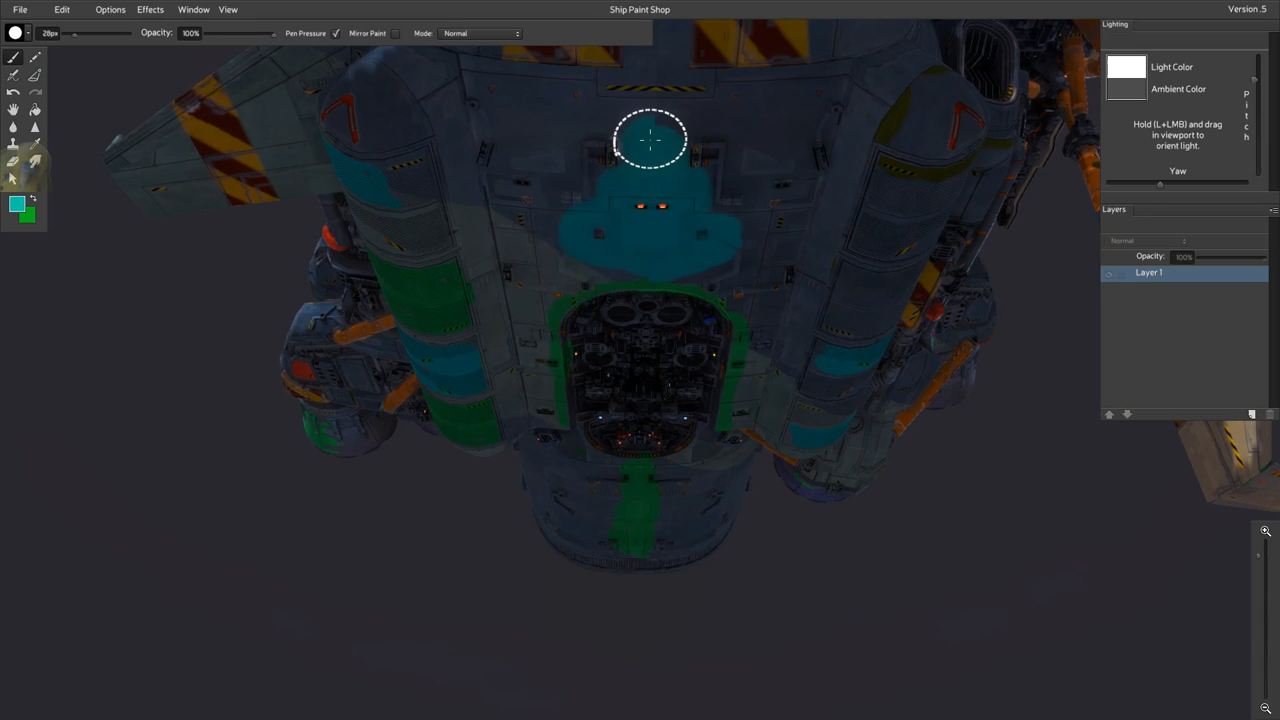 File Edit Options Effects Window View Ship Paint Shop Version .5
28px Opacity: 100% Pen Pressure Mirror Paint Mode: Normal
Lighting
Light Color
Ambient Color
Pitch
Hold (L+LMB) and drag
in viewport to
orient light.
Yaw
Layers
Normal
Opacity: 100%
Layer 1